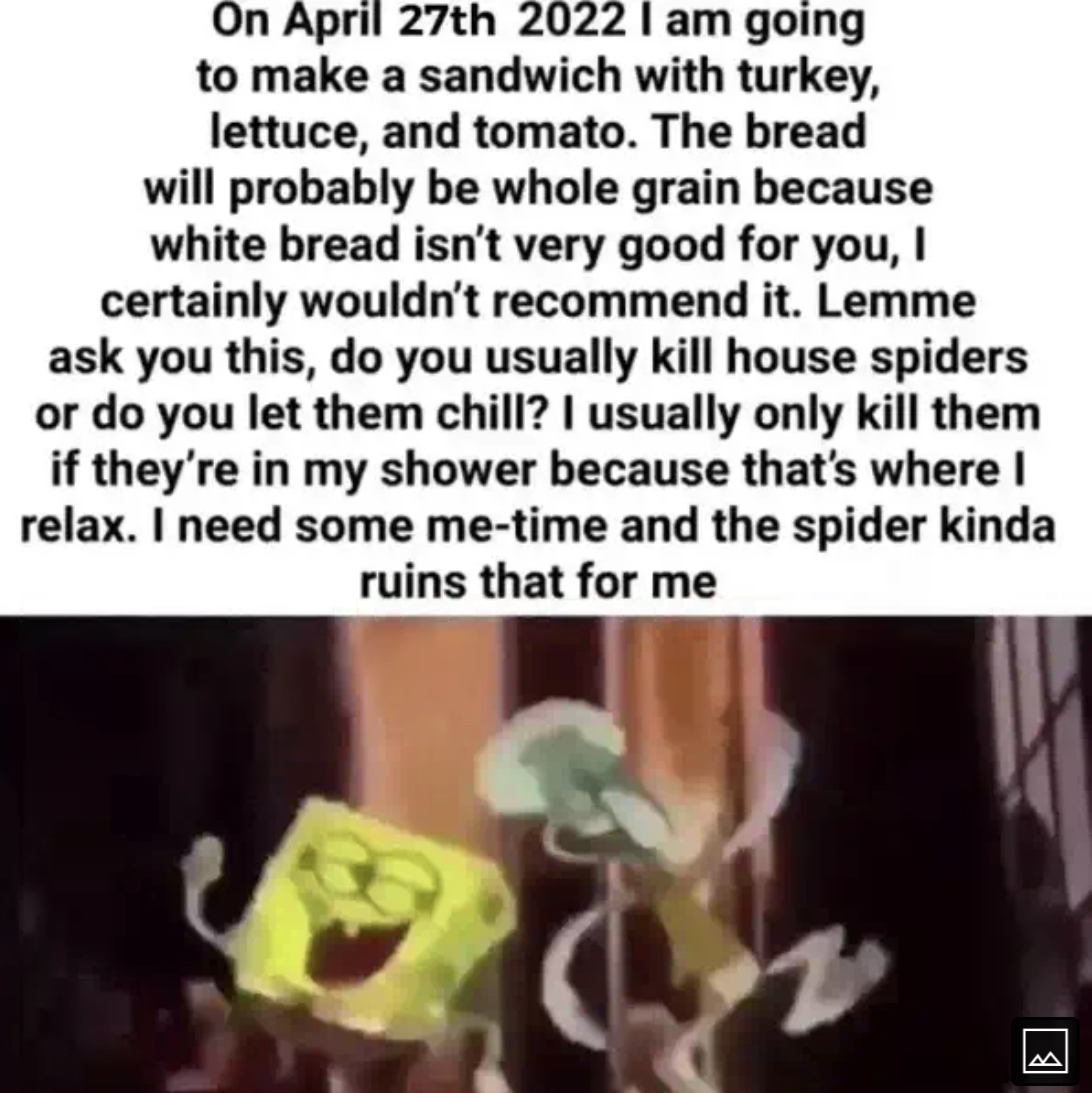 On April 27th 2022 I am going
to make a sandwich with turkey,
lettuce, and tomato. The bread
will probably be whole grain because
white bread isn't very good for you, I
certainly wouldn't recommend it. Lemme
ask you this, do you usually kill house spiders
or do you let them chill? I usually only kill them
if they're in my shower because that's where I
relax. I need some me-time and the spider kinda
ruins that for me